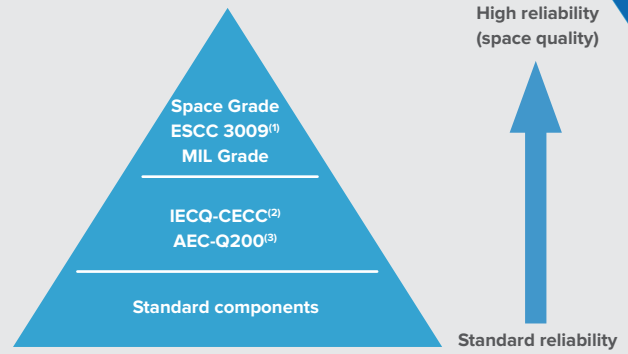 High reliability
(space quality)
Space Grade
ESCC 3009(1)
MIL Grade
IECQ-CECC(2)
AEC-Q200(3)
Standard components
Standard reliability